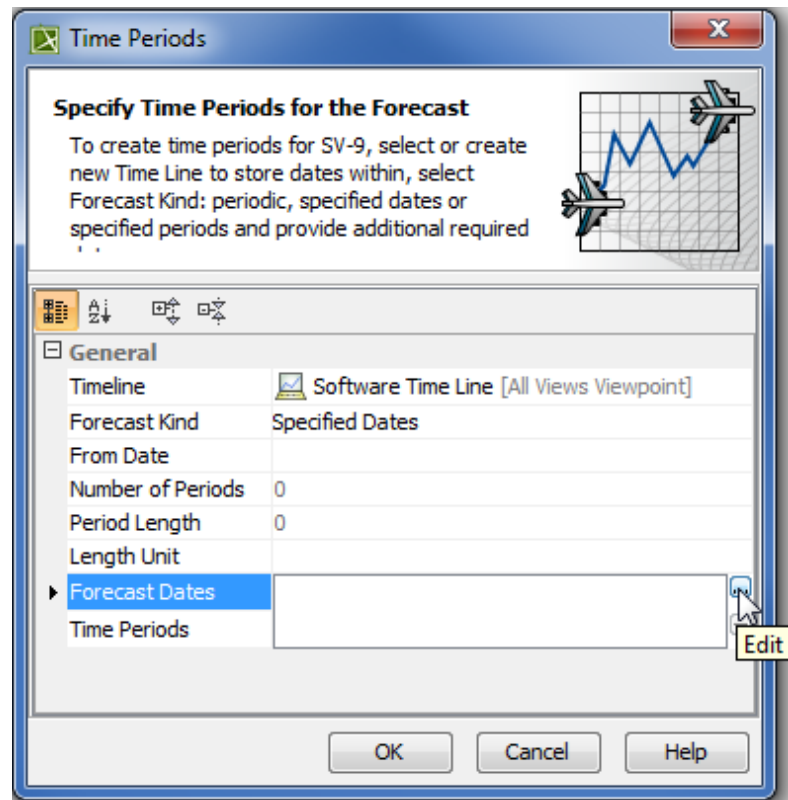 Time Periods
Specify Time Periods for the Forecast
To create time periods for SV-9, select or create
new Time Line to store dates within, select
Forecast Kind: periodic, specified dates or
specified periods and provide additional required
General
Timeline Software Time Line [All Views Viewpoint]
Forecast Kind Specified Dates
From Date
Number of Periods 0
Period Length 0
Length Unit
Forecast Dates ...
Time Periods
Edit
OK Cancel Help